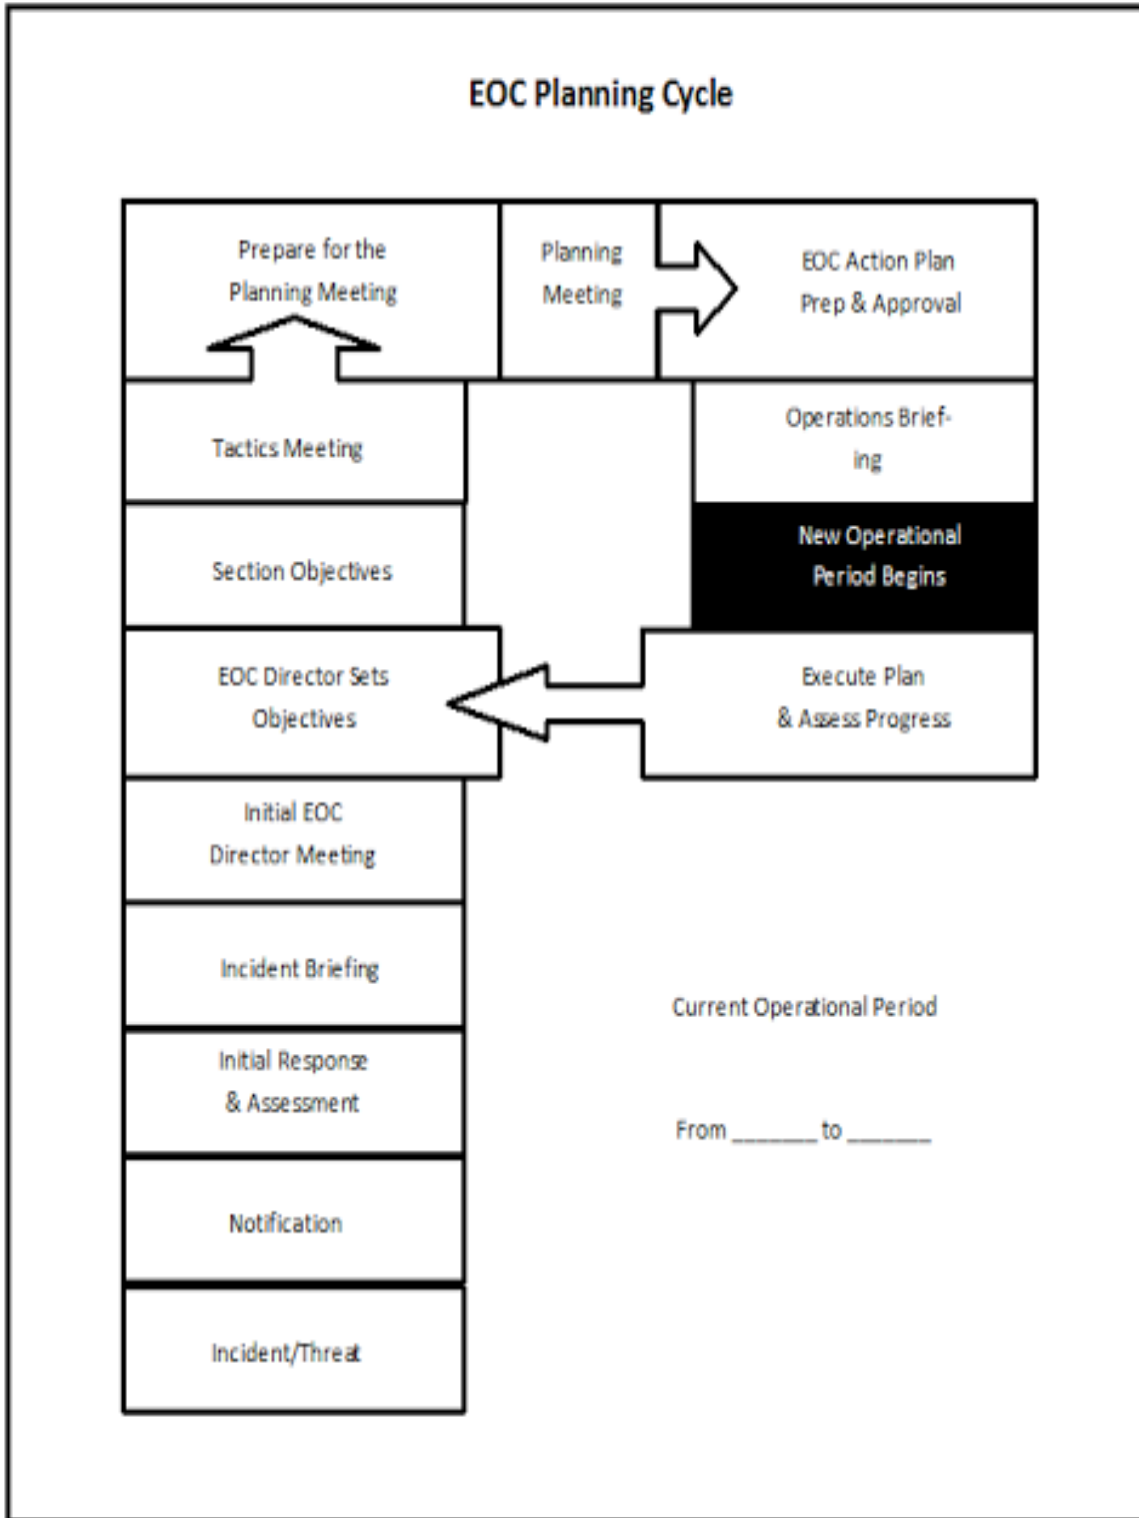 EOC Planning Cycle
Prepare for the
Planning Meeting
Planning
Meeting
EOC Action Plan
Prep & Approval
Tactics Meeting
Operations Brief-
ing
Section Objectives
New Operational
Period Begins
EOC Director Sets
Objectives
Execute Plan
& Assess Progress
Initial EOC
Director Meeting
Incident Briefing
Current Operational Period
Initial Response
& Assessment
From _______ to _______
Notification
Incident/Threat